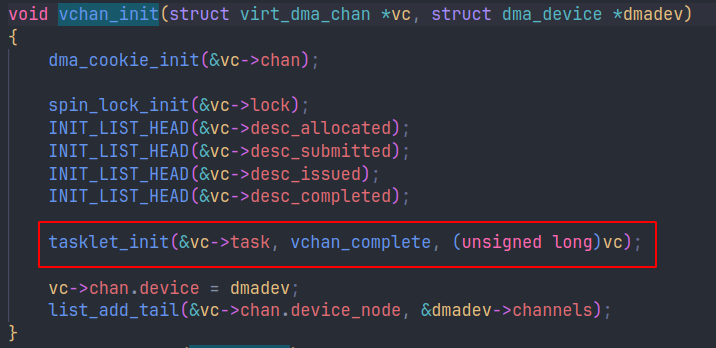 void vchan_init(struct virt_dma_chan *vc, struct dma_device *dmadev)
{
dma_cookie_init(&vc->chan);
spin_lock_init(&vc->lock);
INIT_LIST_HEAD(&vc->desc_allocated);
INIT_LIST_HEAD(&vc->desc_submitted);
INIT_LIST_HEAD(&vc->desc_issued);
INIT_LIST_HEAD(&vc->desc_completed);
tasklet_init(&vc->task, vchan_complete, (unsigned long)vc);
vc->chan.device = dmadev;
list_add_tail(&vc->chan.device_node, &dmadev->channels);
}